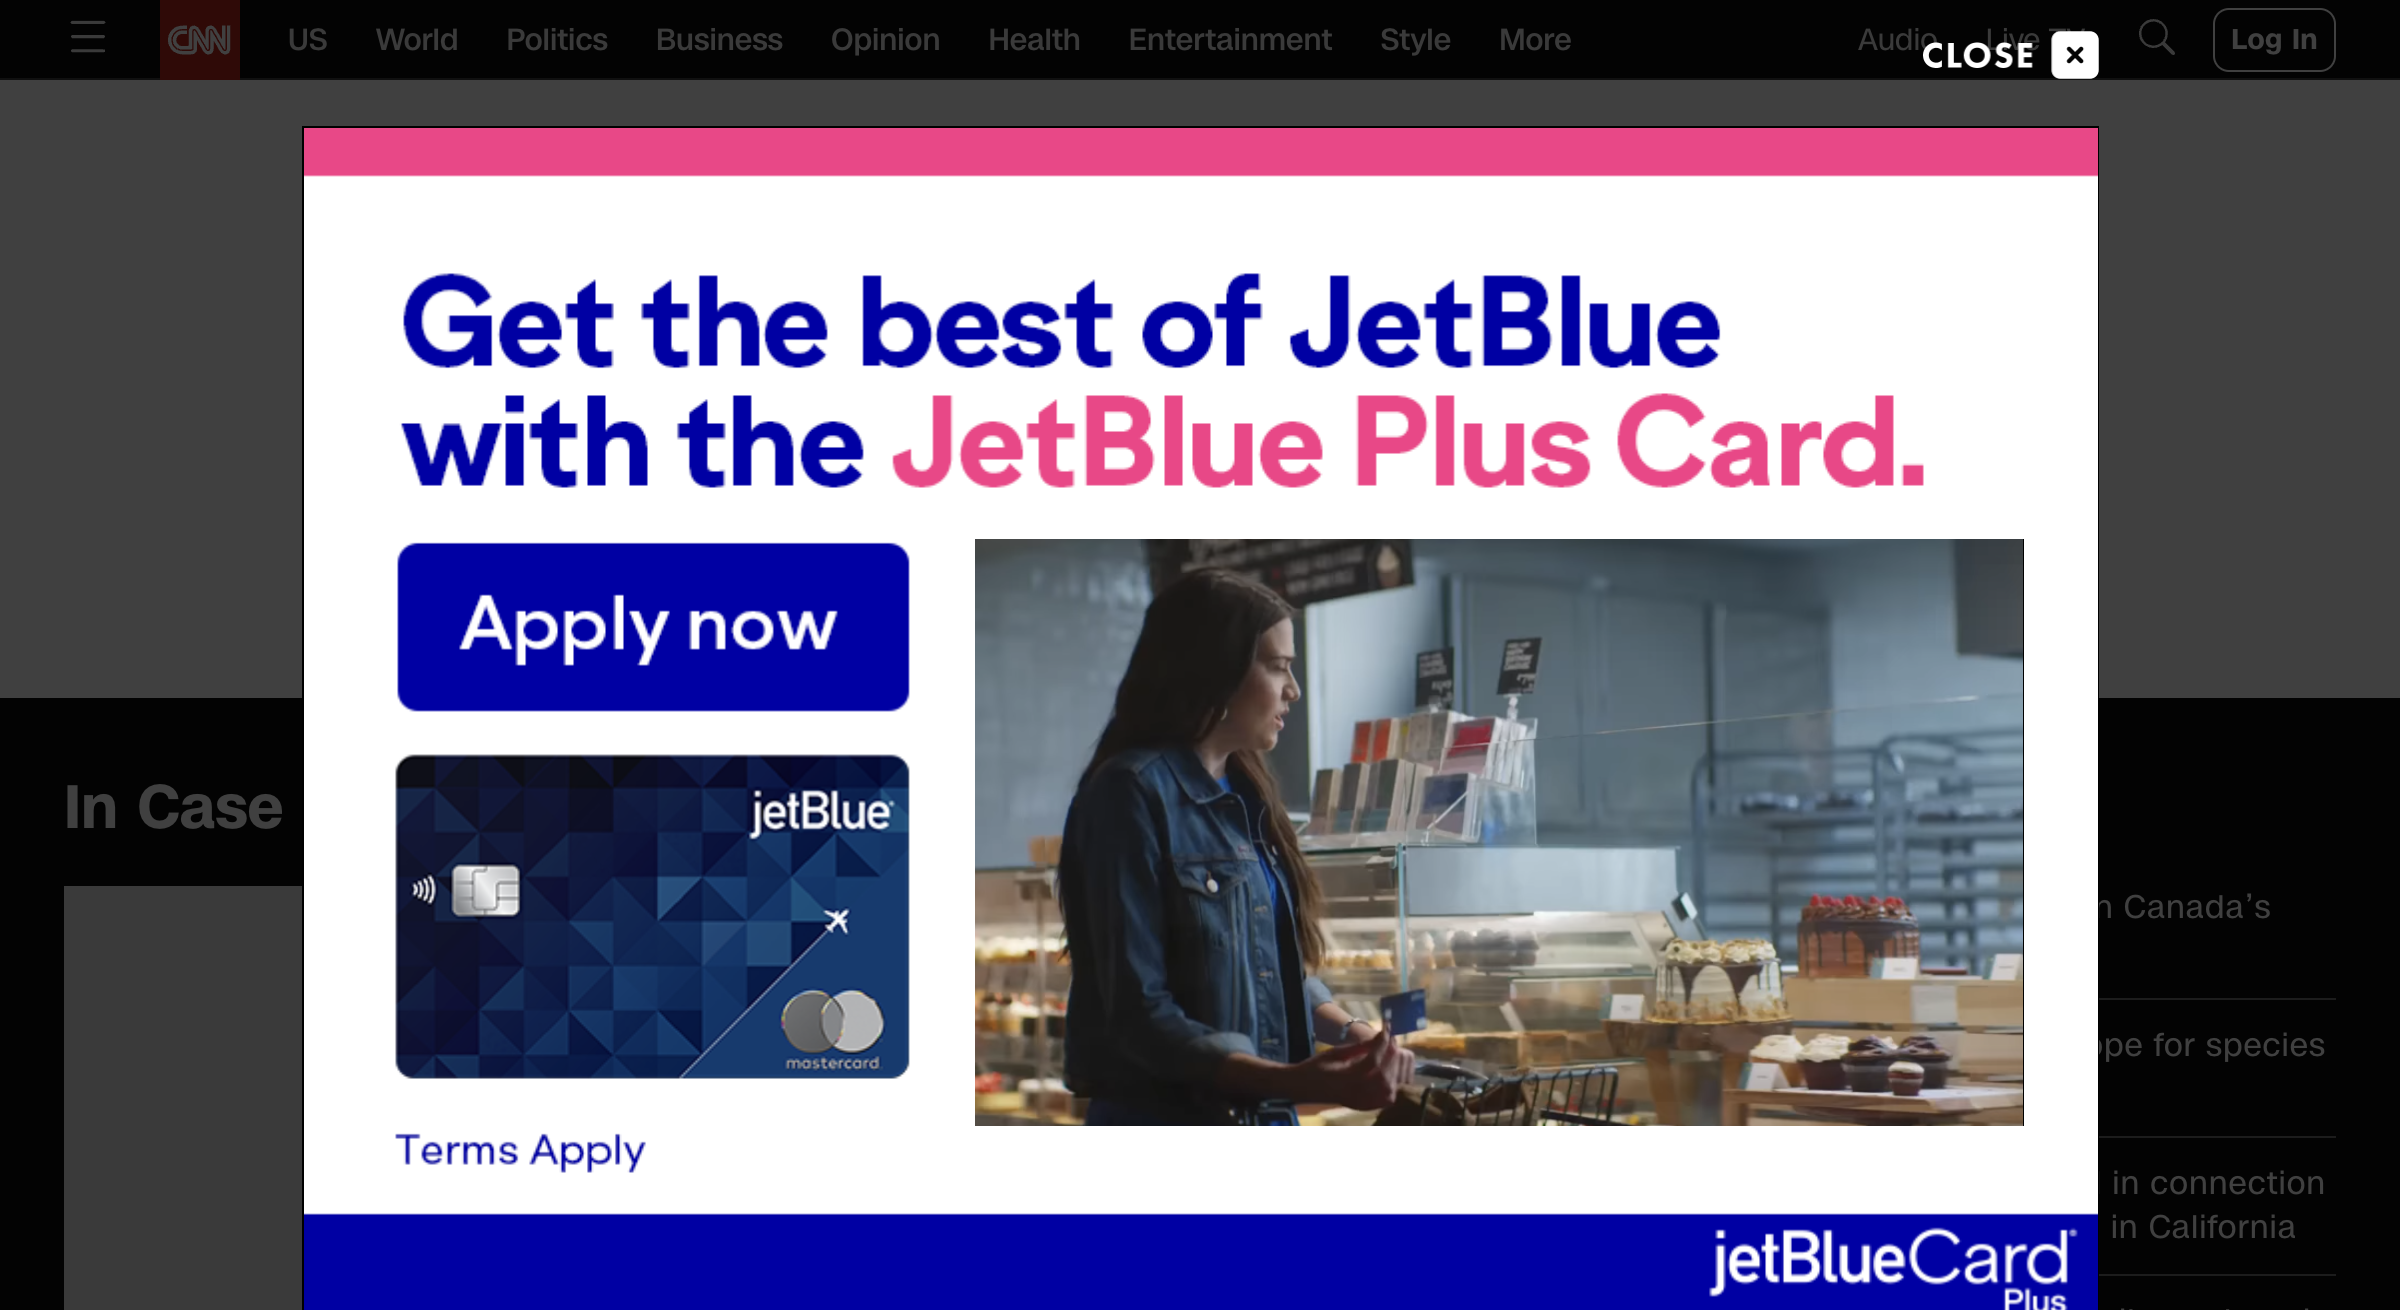 CNN
US
World
Politics
Business
Opinion
Health
Entertainment
Style
More
Audio
Live
Log In
CLOSE
Get the best of JetBlue
with the JetBlue Plus Card.
Apply now
jetBlue
mastercard
Terms Apply
jetBlueCard
Plus
In Case
Canada's
for species
in connection
in California